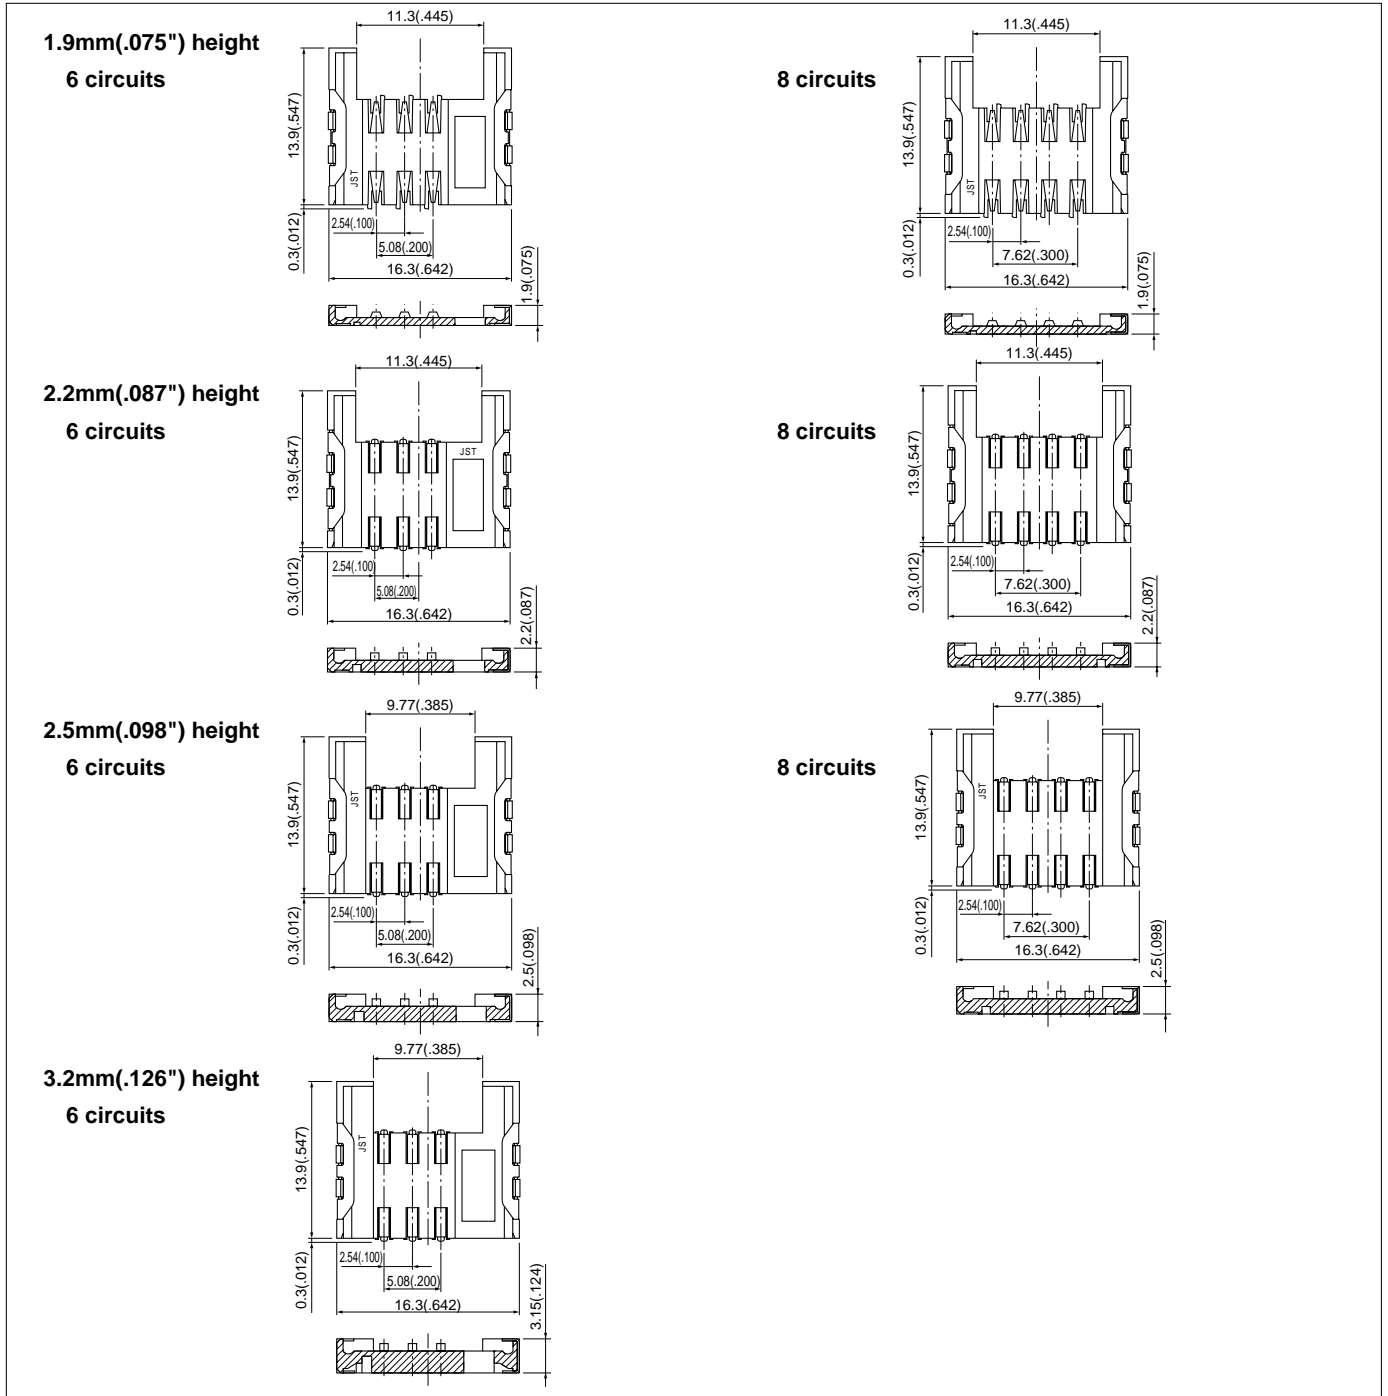 1.9mm(.075") height
6 circuits
11.3(.445)
13.9(.547)
JST
0.3(.012)
2.54(.100)
5.08(.200)
16.3(.642)
1.9(.075)
8 circuits
11.3(.445)
13.9(.547)
JST
0.3(.012)
2.54(.100)
7.62(.300)
16.3(.642)
1.9(.075)
2.2mm(.087") height
6 circuits
11.3(.445)
13.9(.547)
JST
0.3(.012)
2.54(.100)
5.08(.200)
16.3(.642)
2.2(.087)
8 circuits
11.3(.445)
13.9(.547)
0.3(.012)
2.54(.100)
7.62(.300)
16.3(.642)
2.2(.087)
2.5mm(.098") height
6 circuits
9.77(.385)
13.9(.547)
JST
0.3(.012)
2.54(.100)
5.08(.200)
16.3(.642)
2.5(.098)
8 circuits
9.77(.385)
13.9(.547)
JST
0.3(.012)
2.54(.100)
7.62(.300)
16.3(.642)
2.5(.098)
3.2mm(.126") height
6 circuits
9.77(.385)
13.9(.547)
JST
0.3(.012)
2.54(.100)
5.08(.200)
16.3(.642)
3.15(.124)